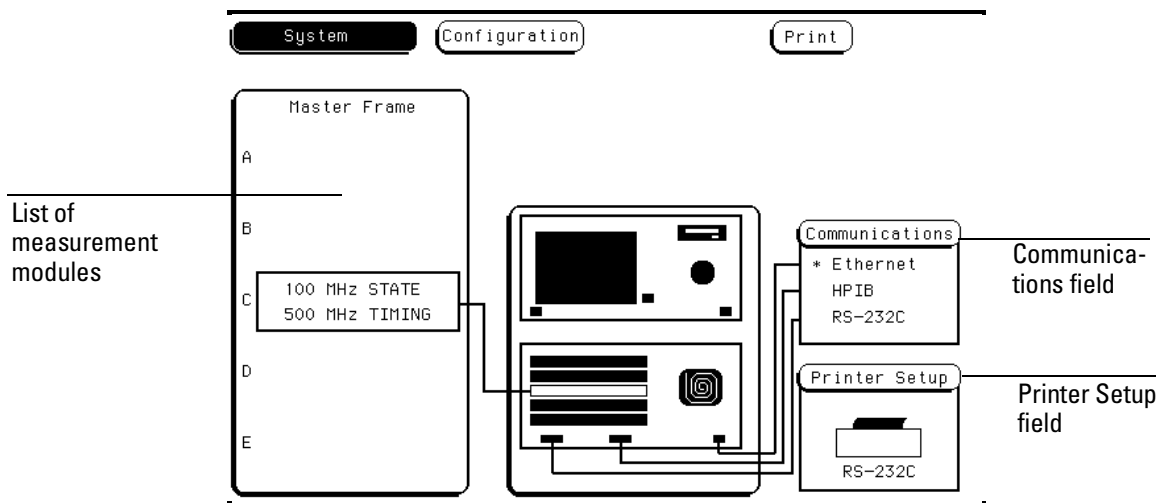 System
Configuration
Print
Master Frame
A
B
C
100 MHz STATE
500 MHz TIMING
D
E
List of
measurement
modules
Communications
* Ethernet
HPIB
RS-232C
Communica-
tions field
Printer Setup
RS-232C
Printer Setup
field